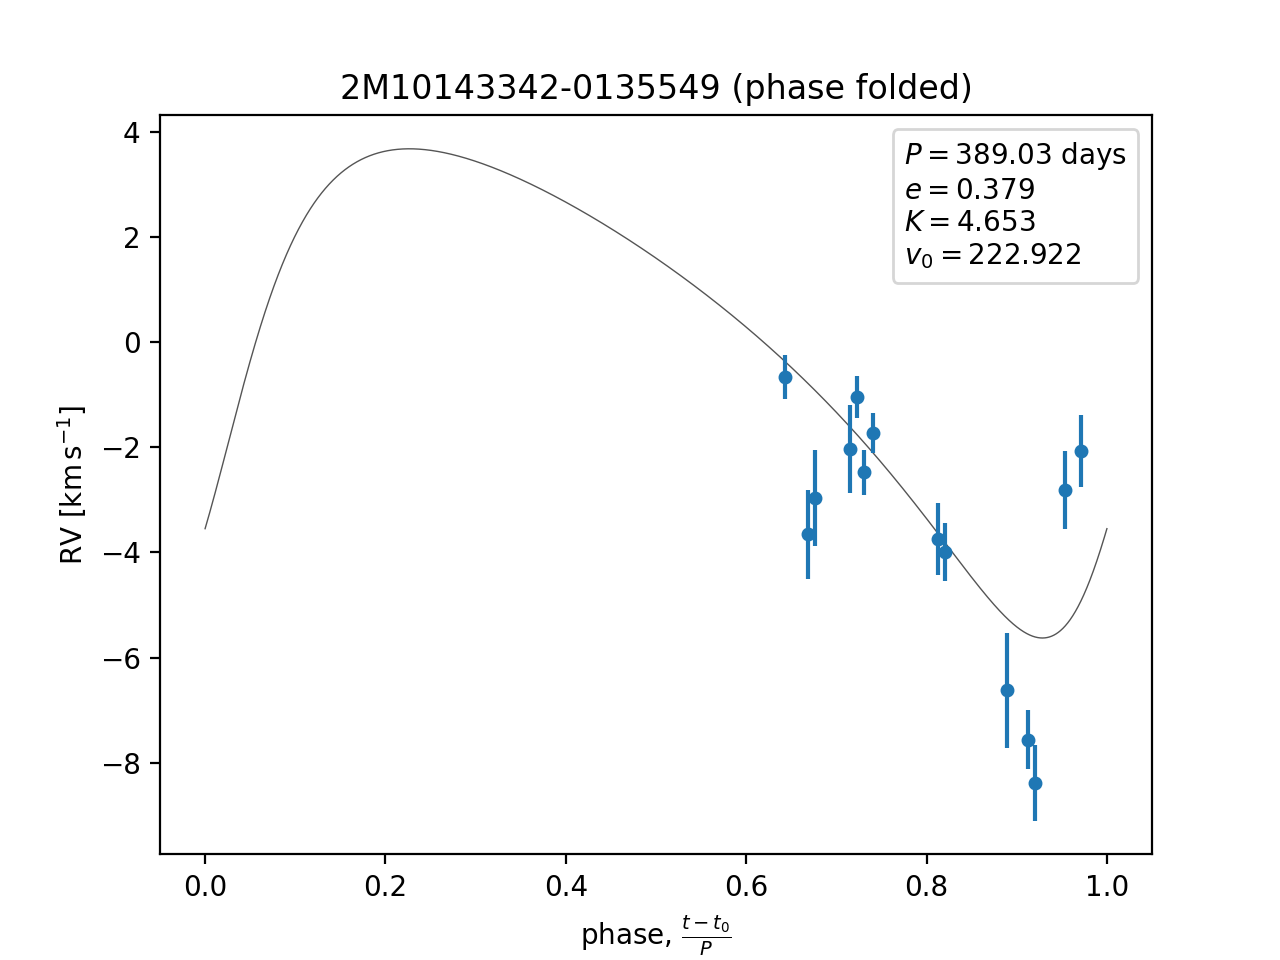 2M10143342-0135549 (phase folded)
P = 389.03 days
e = 0.379
K = 4.653
v₀ = 222.922
4
2
0
−2
−4
−6
−8
RV [km s⁻¹]
0.0 0.2 0.4 0.6 0.8 1.0
phase, (t − t₀)/P